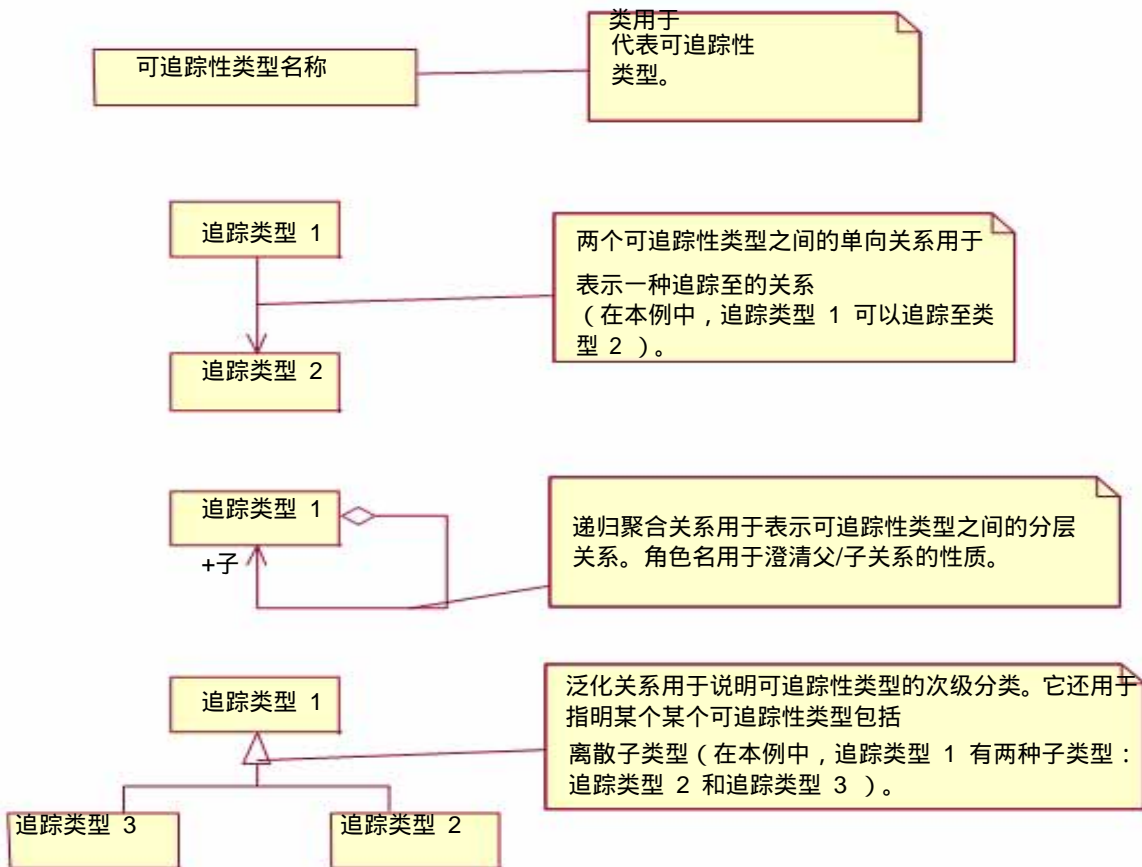 可追踪性类型名称
类用于
代表可追踪性
类型。
追踪类型 1
两个可追踪性类型之间的单向关系用于
表示一种追踪至的关系
（在本例中，追踪类型 1 可以追踪至类
型 2 ）。
追踪类型 2
追踪类型 1
+子
递归聚合关系用于表示可追踪性类型之间的分层
关系。角色名用于澄清父/子关系的性质。
追踪类型 1
泛化关系用于说明可追踪性类型的次级分类。它还用于
指明某个某个可追踪性类型包括
离散子类型（在本例中，追踪类型 1 有两种子类型：
追踪类型 2 和追踪类型 3 ）。
追踪类型 3
追踪类型 2